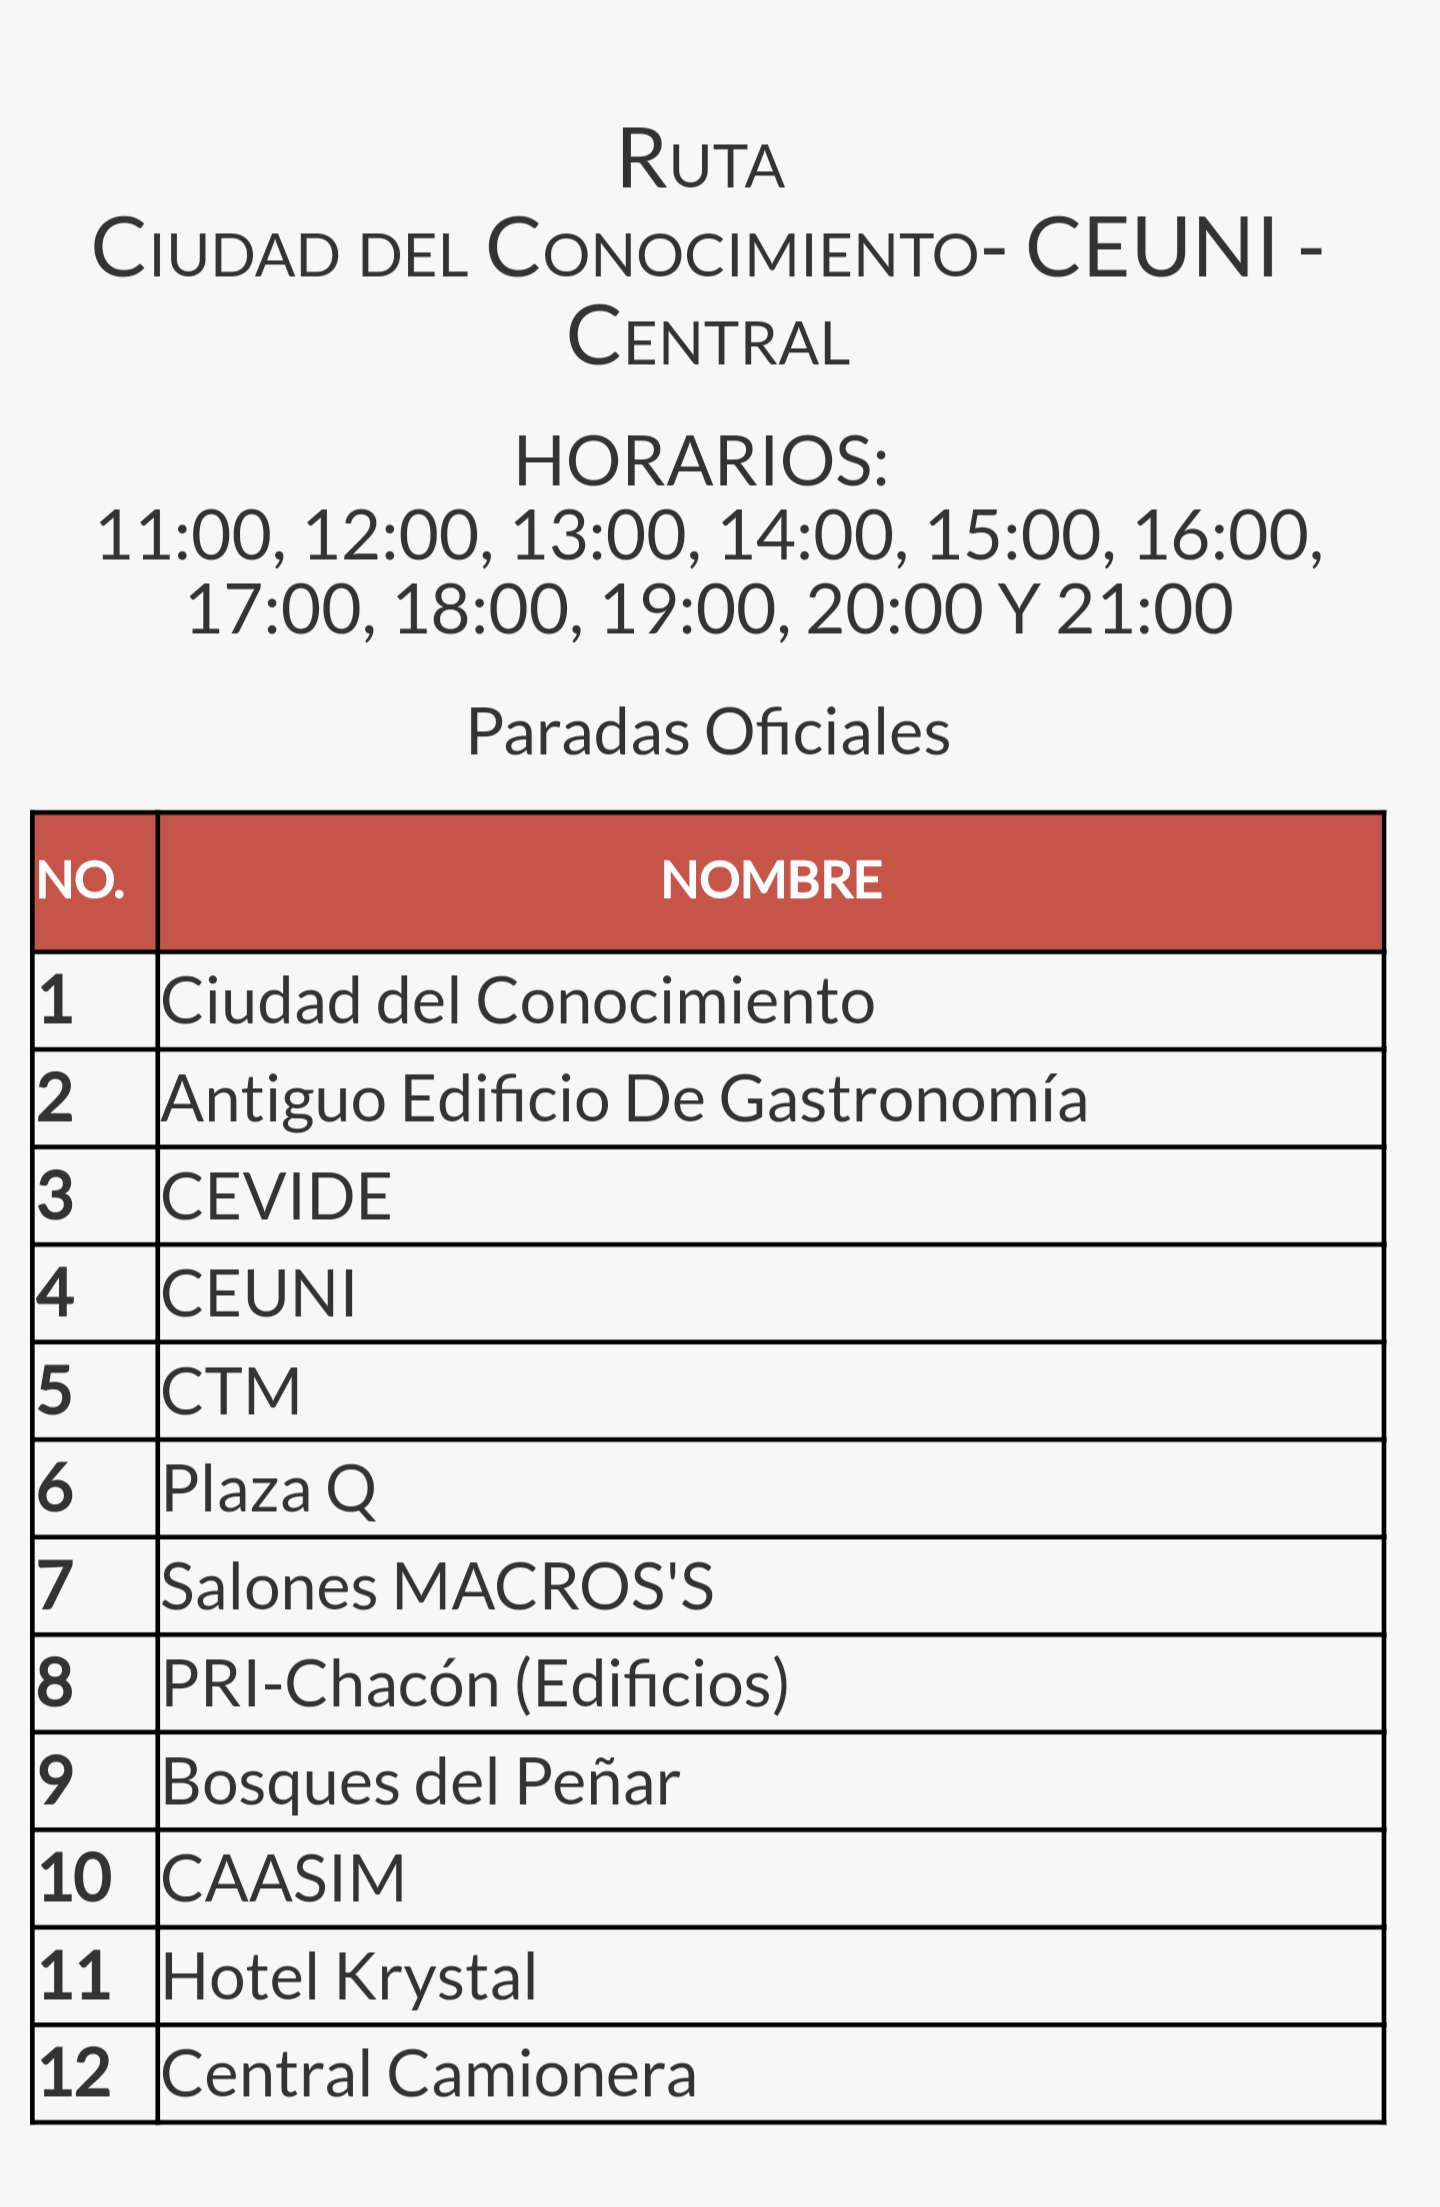 Ruta
Ciudad del Conocimiento- CEUNI -
Central
HORARIOS:
11:00, 12:00, 13:00, 14:00, 15:00, 16:00,
17:00, 18:00, 19:00, 20:00 Y 21:00
Paradas Oficiales
NO. NOMBRE
1 Ciudad del Conocimiento
2 Antiguo Edificio De Gastronomía
3 CEVIDE
4 CEUNI
5 CTM
6 Plaza Q
7 Salones MACROS'S
8 PRI-Chacón (Edificios)
9 Bosques del Peñar
10 CAASIM
11 Hotel Krystal
12 Central Camionera